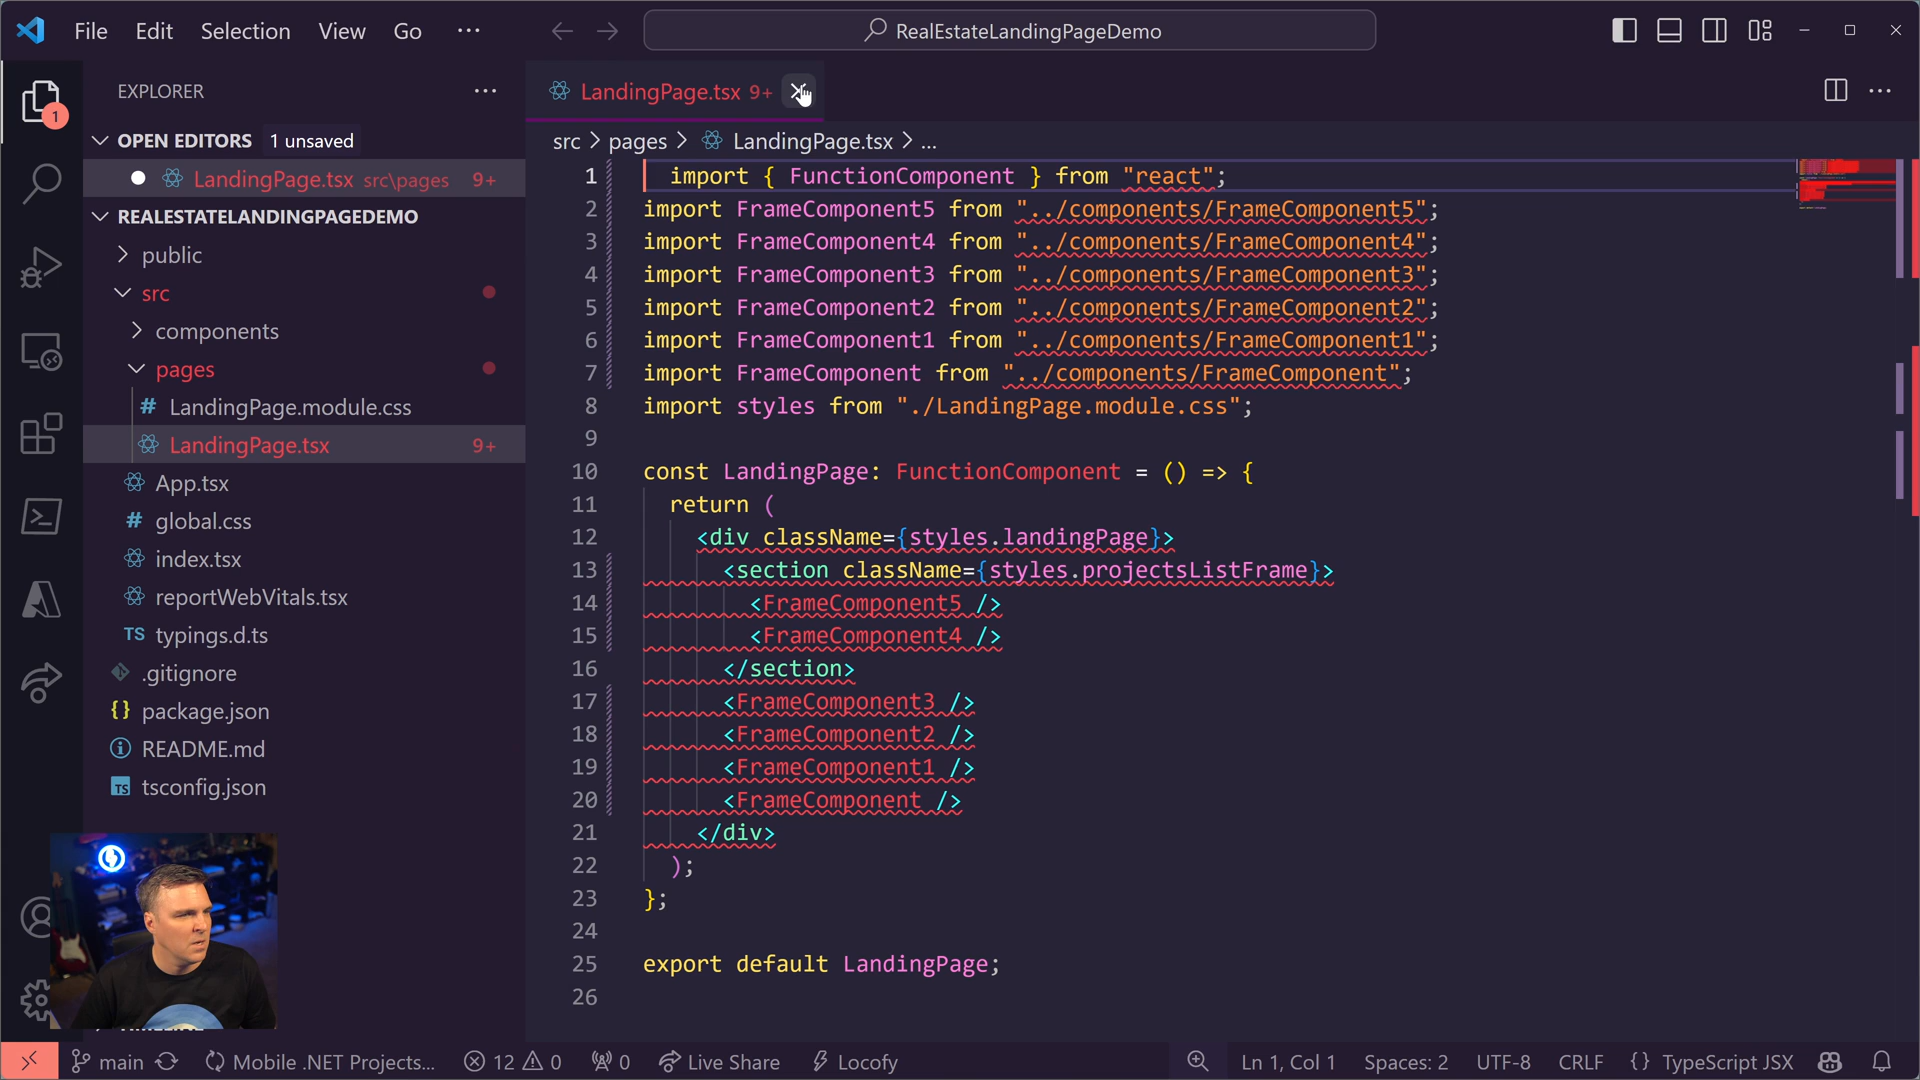 File Edit Selection View Go ...
RealEstateLandingPageDemo
1
EXPLORER
OPEN EDITORS 1 unsaved
LandingPage.tsx src\pages 9+
REALESTATELANDINGPAGEDEMO
public
src
components
pages
# LandingPage.module.css
LandingPage.tsx 9+
App.tsx
# global.css
index.tsx
reportWebVitals.tsx
TS typings.d.ts
.gitignore
{} package.json
README.md
TS tsconfig.json
LandingPage.tsx 9+
src > pages > LandingPage.tsx > ...
1 import { FunctionComponent } from "react";
2 import FrameComponent5 from "../components/FrameComponent5";
3 import FrameComponent4 from "../components/FrameComponent4";
4 import FrameComponent3 from "../components/FrameComponent3";
5 import FrameComponent2 from "../components/FrameComponent2";
6 import FrameComponent1 from "../components/FrameComponent1";
7 import FrameComponent from "../components/FrameComponent";
8 import styles from "./LandingPage.module.css";
9
10 const LandingPage: FunctionComponent = () => {
11 return (
12 <div className={styles.landingPage}>
13 <section className={styles.projectsListFrame}>
14 <FrameComponent5 />
15 <FrameComponent4 />
16 </section>
17 <FrameComponent3 />
18 <FrameComponent2 />
19 <FrameComponent1 />
20 <FrameComponent />
21 </div>
22 );
23 };
24
25 export default LandingPage;
26
main Mobile .NET Projects... 12 0 0 Live Share Locofy Ln 1, Col 1 Spaces: 2 UTF-8 CRLF {} TypeScript JSX